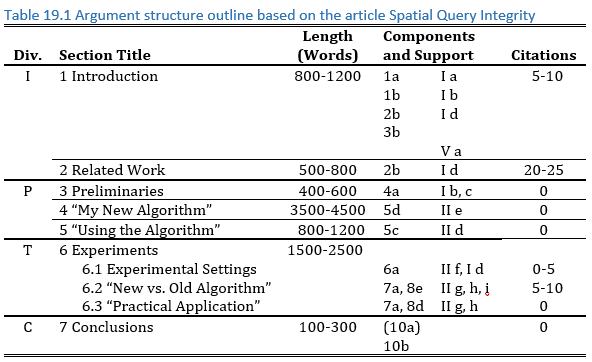 Table 19.1 Argument structure outline based on the article Spatial Query Integrity
Length Components
Div. Section Title (Words) and Support Citations
I 1 Introduction 800-1200 1a I a 5-10
1b I b
2b I d
3b
V a
2 Related Work 500-800 2b I d 20-25
P 3 Preliminaries 400-600 4a I b, c 0
4 “My New Algorithm” 3500-4500 5d II e 0
5 “Using the Algorithm” 800-1200 5c II d 0
T 6 Experiments 1500-2500
6.1 Experimental Settings 6a II f, I d 0-5
6.2 “New vs. Old Algorithm” 7a, 8e II g, h, i 5-10
6.3 “Practical Application” 7a, 8d II g, h 0
C 7 Conclusions 100-300 (10a) 0
10b